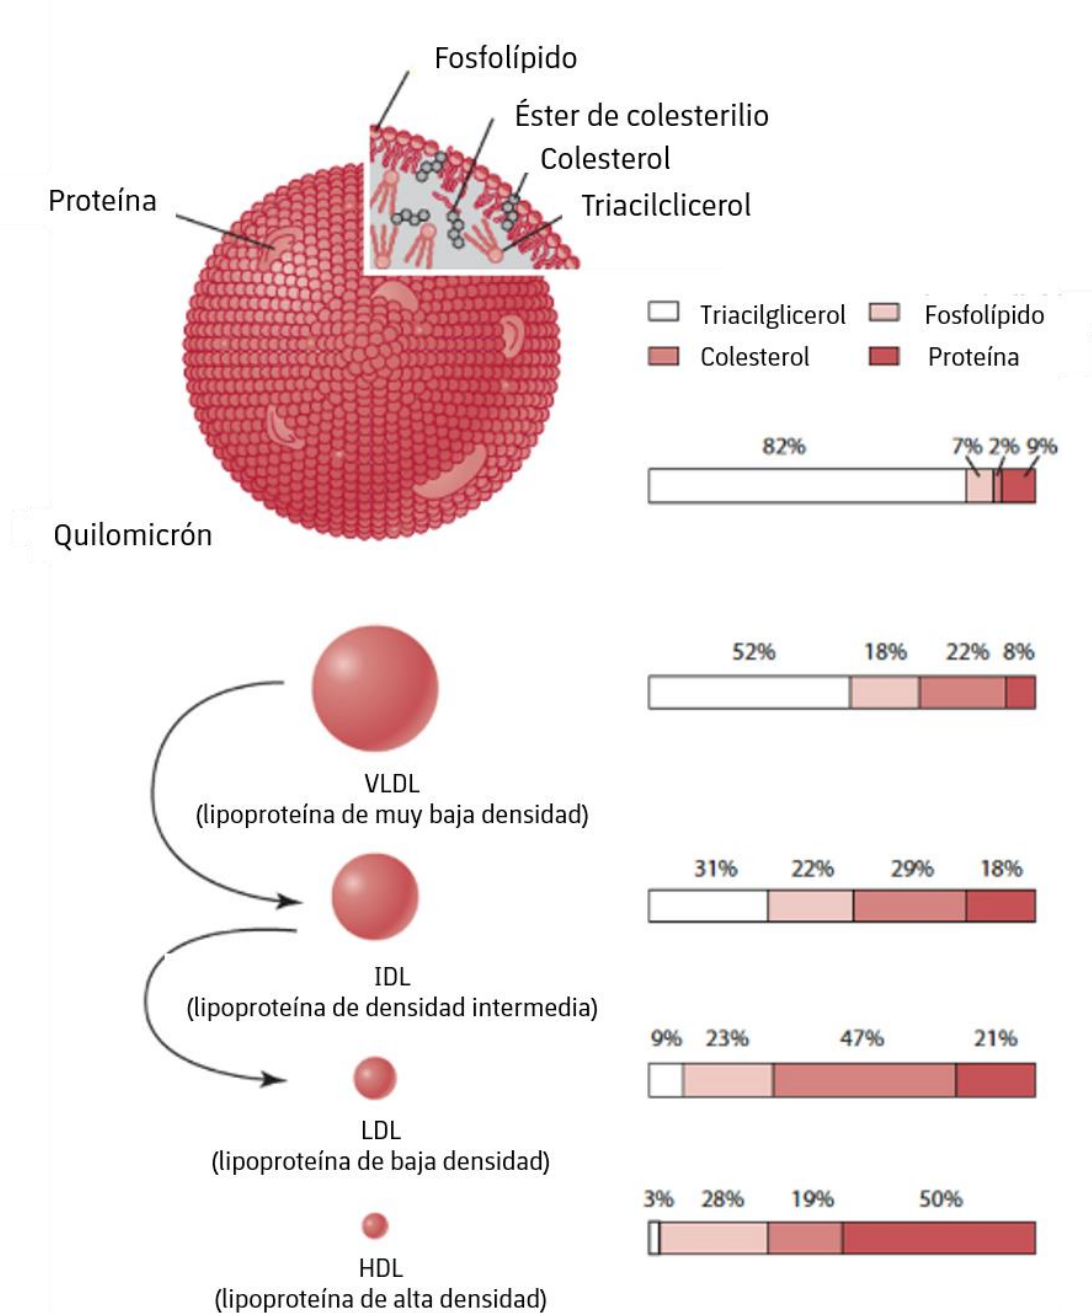 Fosfolípido
Éster de colesterilio
Colesterol
Proteína
Triacilclicerol
Triacilglicerol
Fosfolípido
Colesterol
Proteína
82% 7% 2% 9%
Quilomicrón
52% 18% 22% 8%
VLDL
(lipoproteína de muy baja densidad)
31% 22% 29% 18%
IDL
(lipoproteína de densidad intermedia)
9% 23% 47% 21%
LDL
(lipoproteína de baja densidad)
3% 28% 19% 50%
HDL
(lipoproteína de alta densidad)